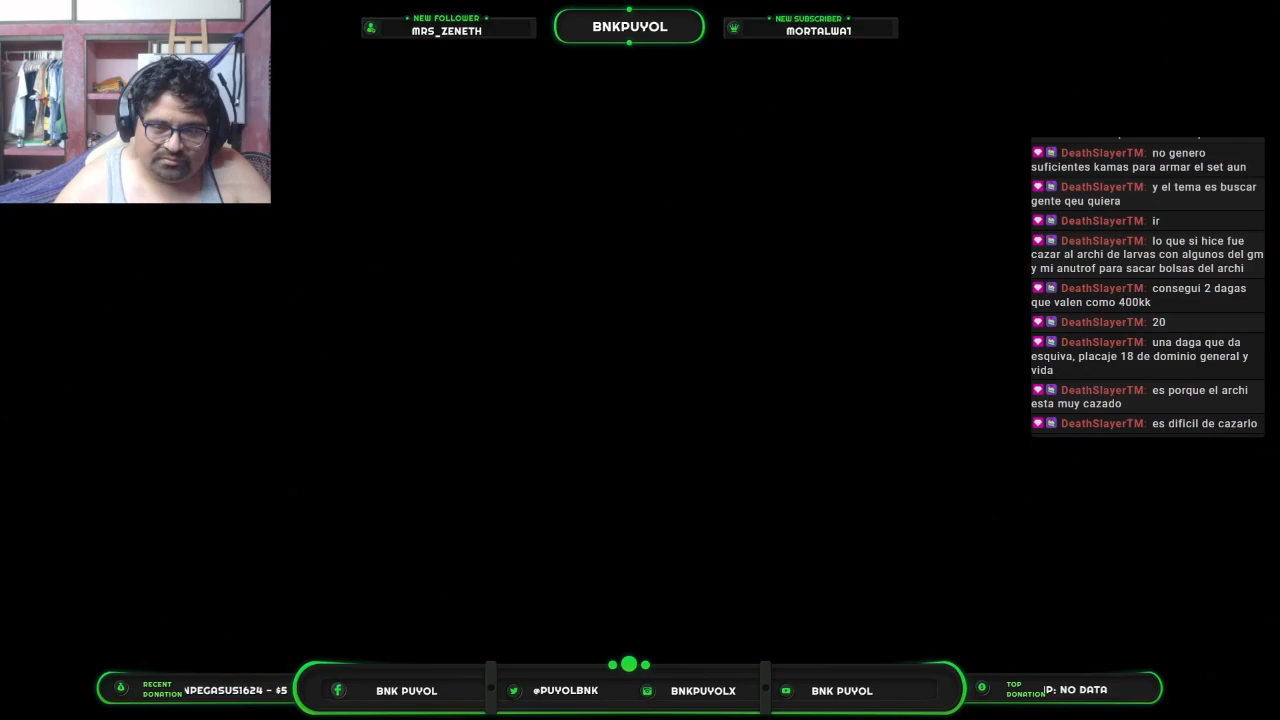 NEW FOLLOWER
MRS_ZENETH
BNKPUYOL
NEW SUBSCRIBER
MORTALWA1
DeathSlayerTM: no genero
suficientes kamas para armar el set aun
DeathSlayerTM: y el tema es buscar
gente qeu quiera
DeathSlayerTM: ir
DeathSlayerTM: lo que si hice fue
cazar al archi de larvas con algunos del gm
y mi anutrof para sacar bolsas del archi
DeathSlayerTM: consegui 2 dagas
que valen como 400kk
DeathSlayerTM: 20
DeathSlayerTM: una daga que da
esquiva, placaje 18 de dominio general y
vida
DeathSlayerTM: es porque el archi
esta muy cazado
DeathSlayerTM: es dificil de cazarlo
RECENT
DONATION
PEGASUS1624 - $5
BNK PUYOL
@PUYOLBNK
BNKPUYOLX
BNK PUYOL
TOP
DONATION
P: NO DATA